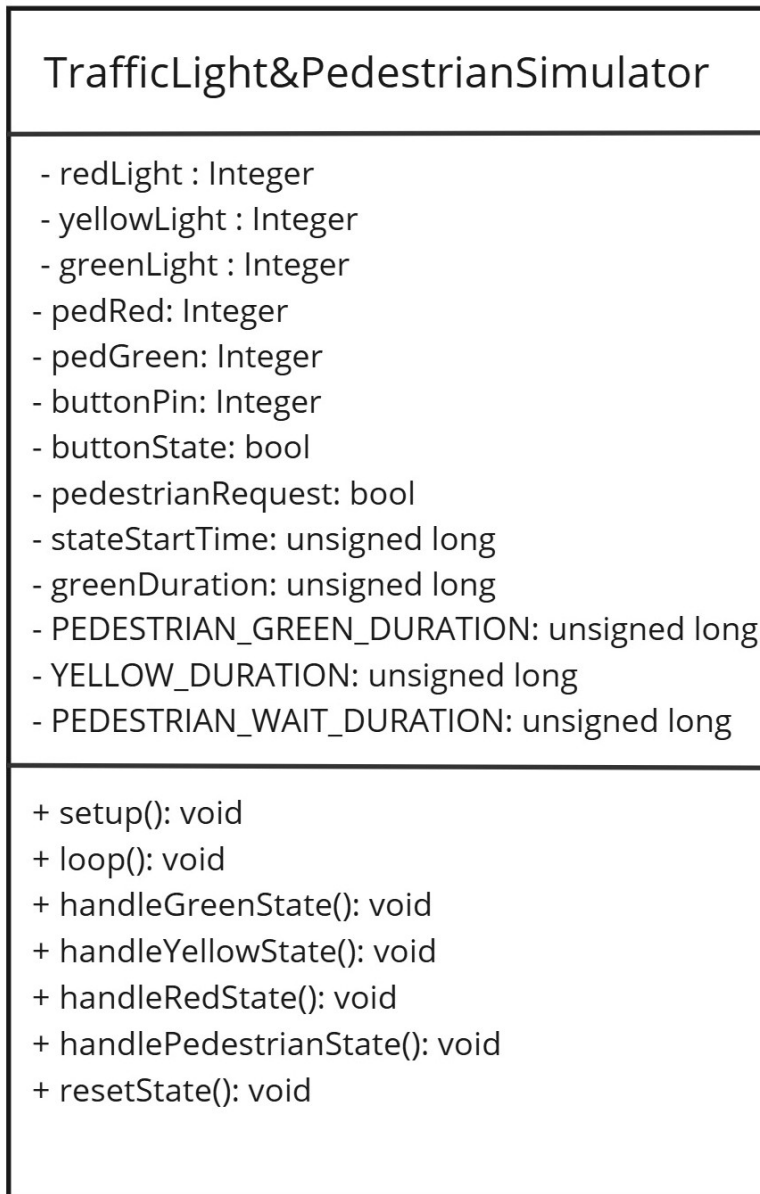 TrafficLight&PedestrianSimulator
- redLight : Integer
- yellowLight : Integer
- greenLight : Integer
- pedRed: Integer
- pedGreen: Integer
- buttonPin: Integer
- buttonState: bool
- pedestrianRequest: bool
- stateStartTime: unsigned long
- greenDuration: unsigned long
- PEDESTRIAN_GREEN_DURATION: unsigned long
- YELLOW_DURATION: unsigned long
- PEDESTRIAN_WAIT_DURATION: unsigned long
+ setup(): void
+ loop(): void
+ handleGreenState(): void
+ handleYellowState(): void
+ handleRedState(): void
+ handlePedestrianState(): void
+ resetState(): void